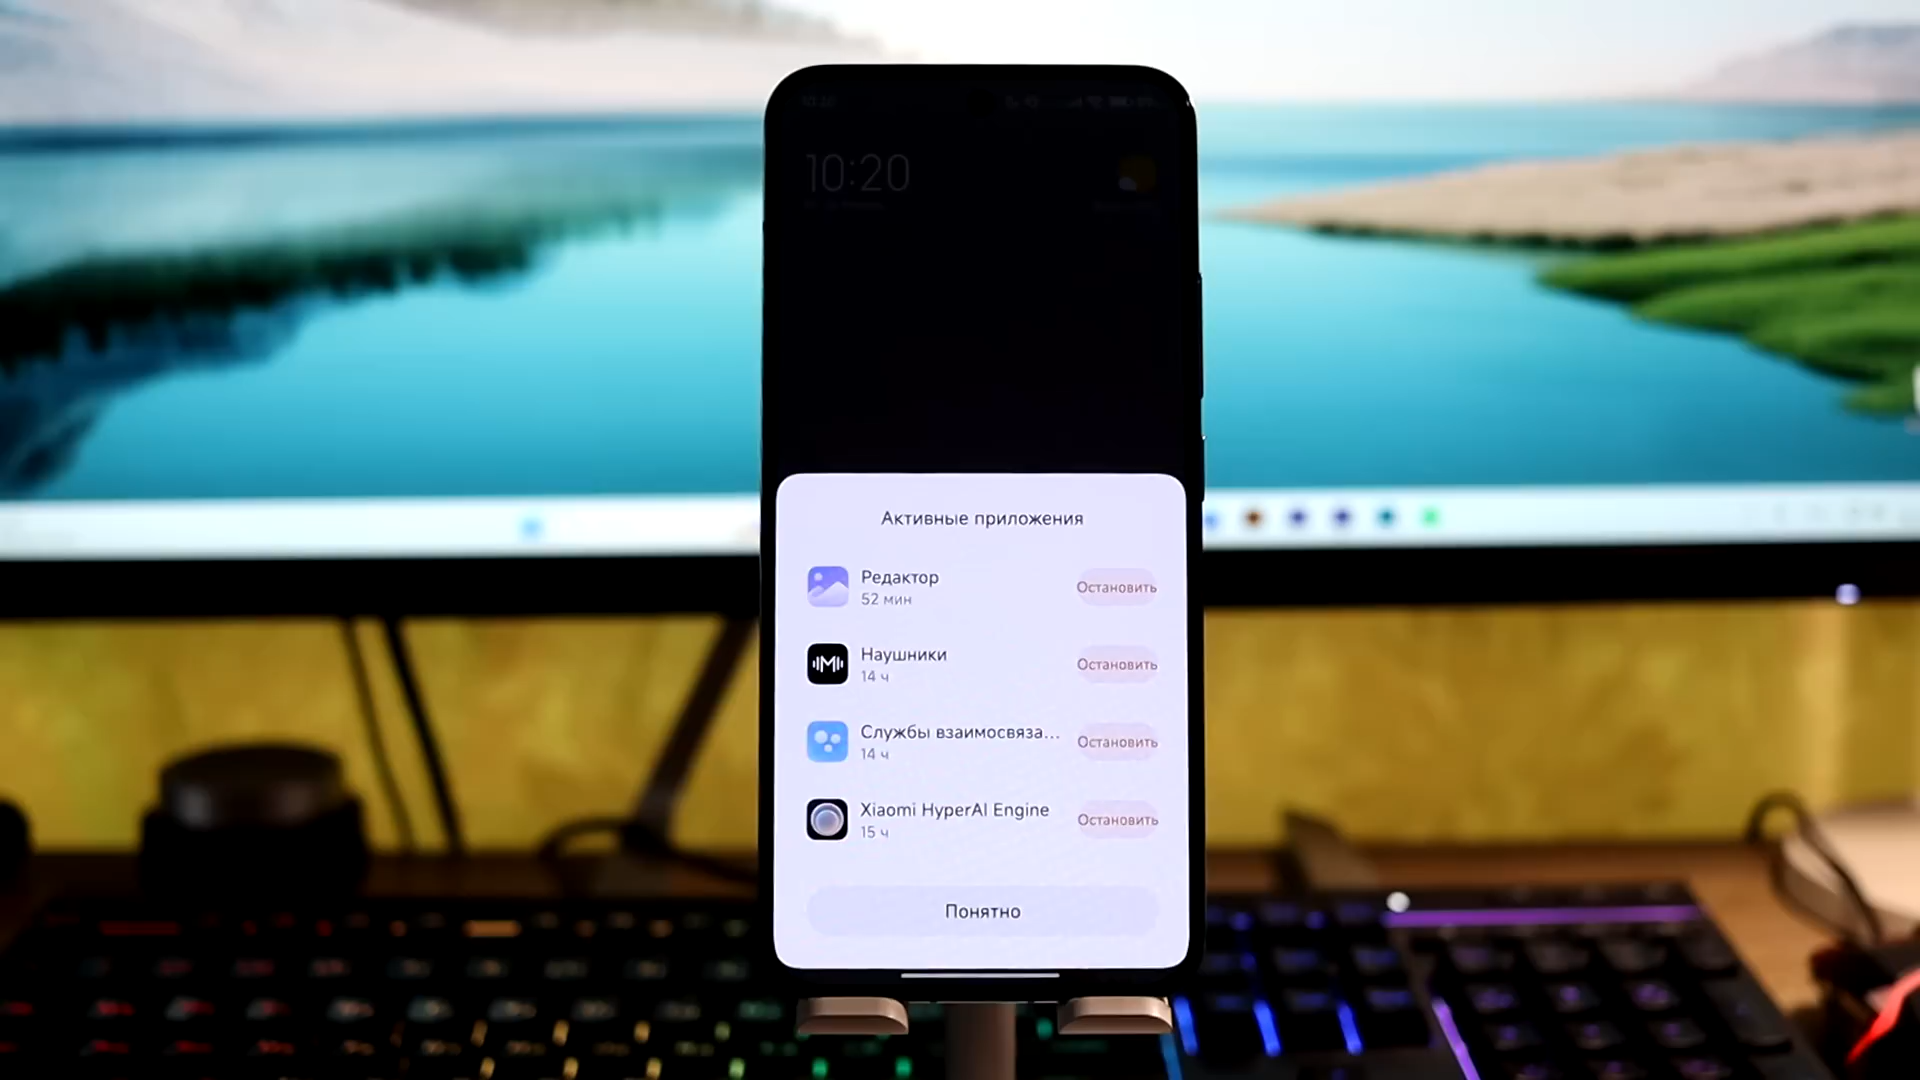 10:20
Активные приложения
Редактор
52 мин
Остановить
Наушники
14 ч
Остановить
Службы взаимосвяза...
14 ч
Остановить
Xiaomi HyperAI Engine
15 ч
Остановить
Понятно